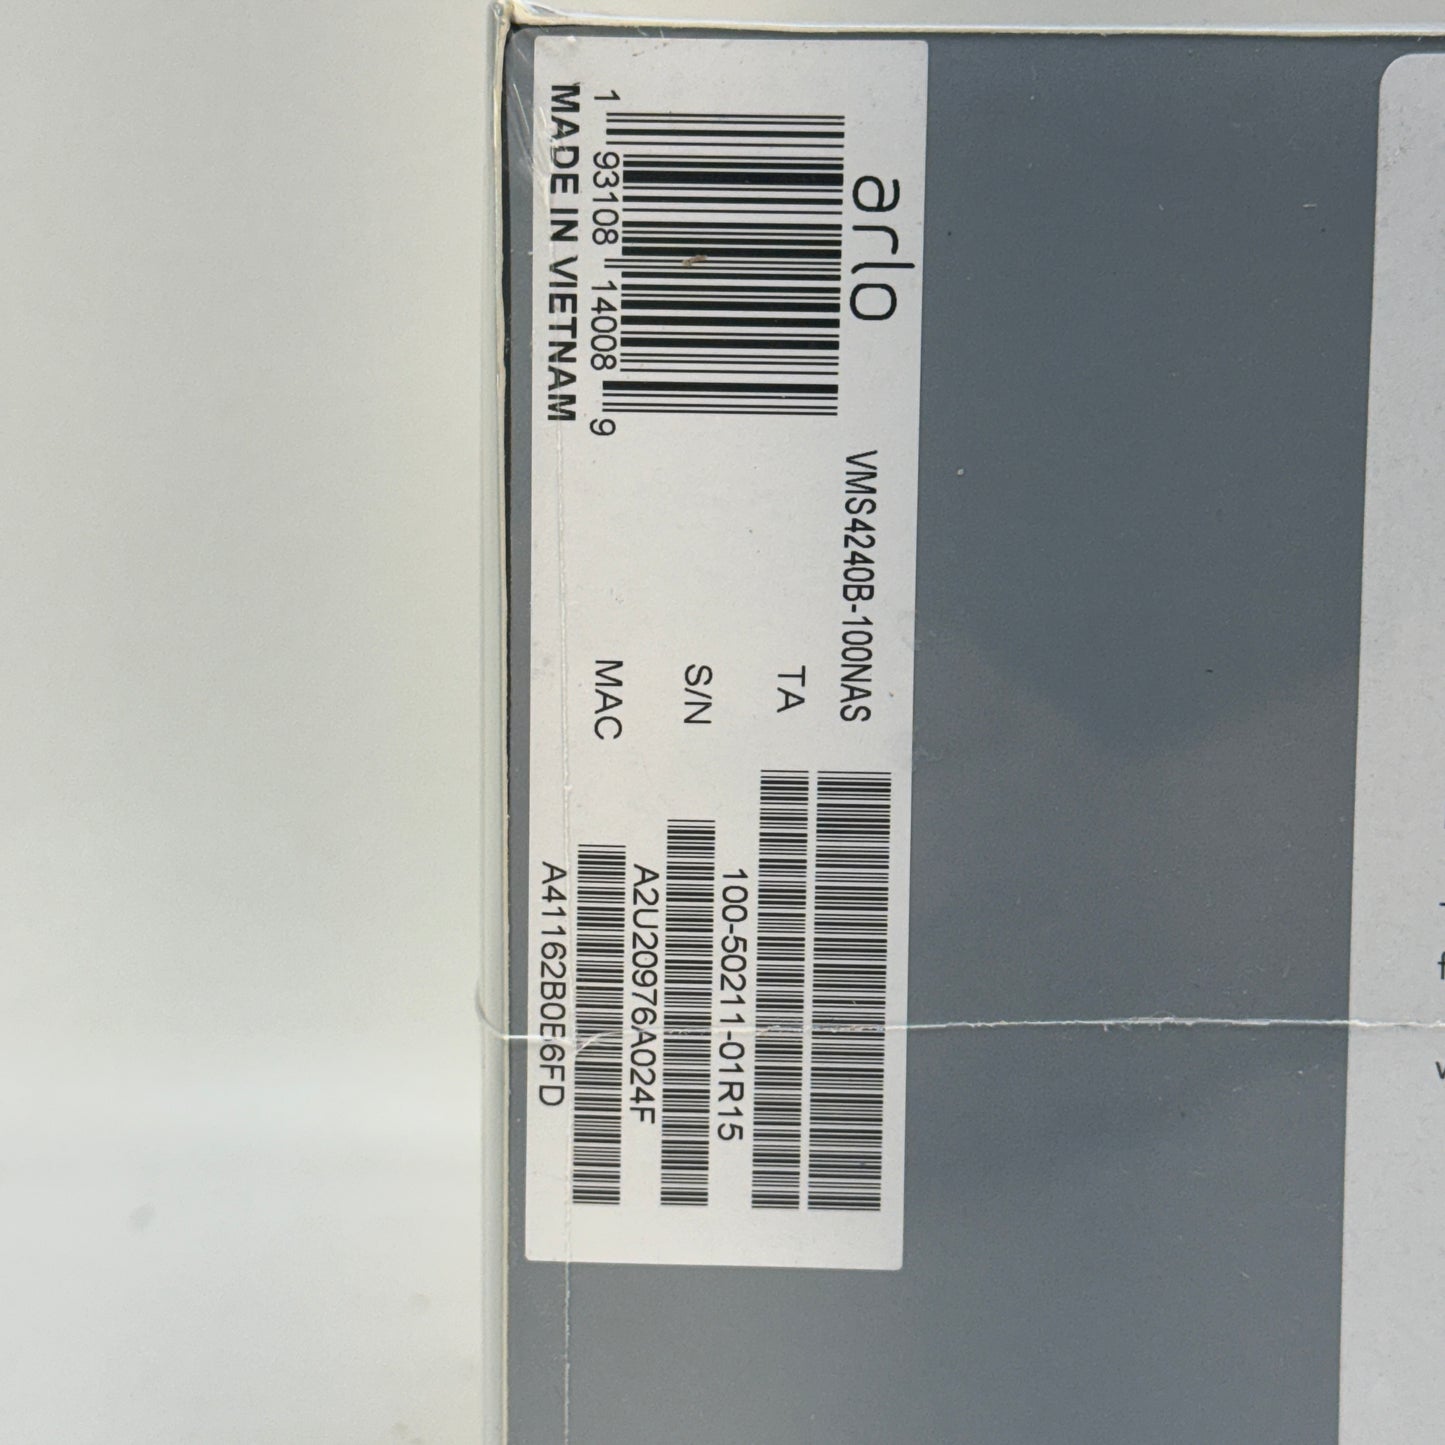 arlo
VMS4240B-100NAS
1 93108 14008 9
MADE IN VIETNAM
TA
100-50211-01R15
S/N
A2U20976A024F
MAC
A41162B0E6FD